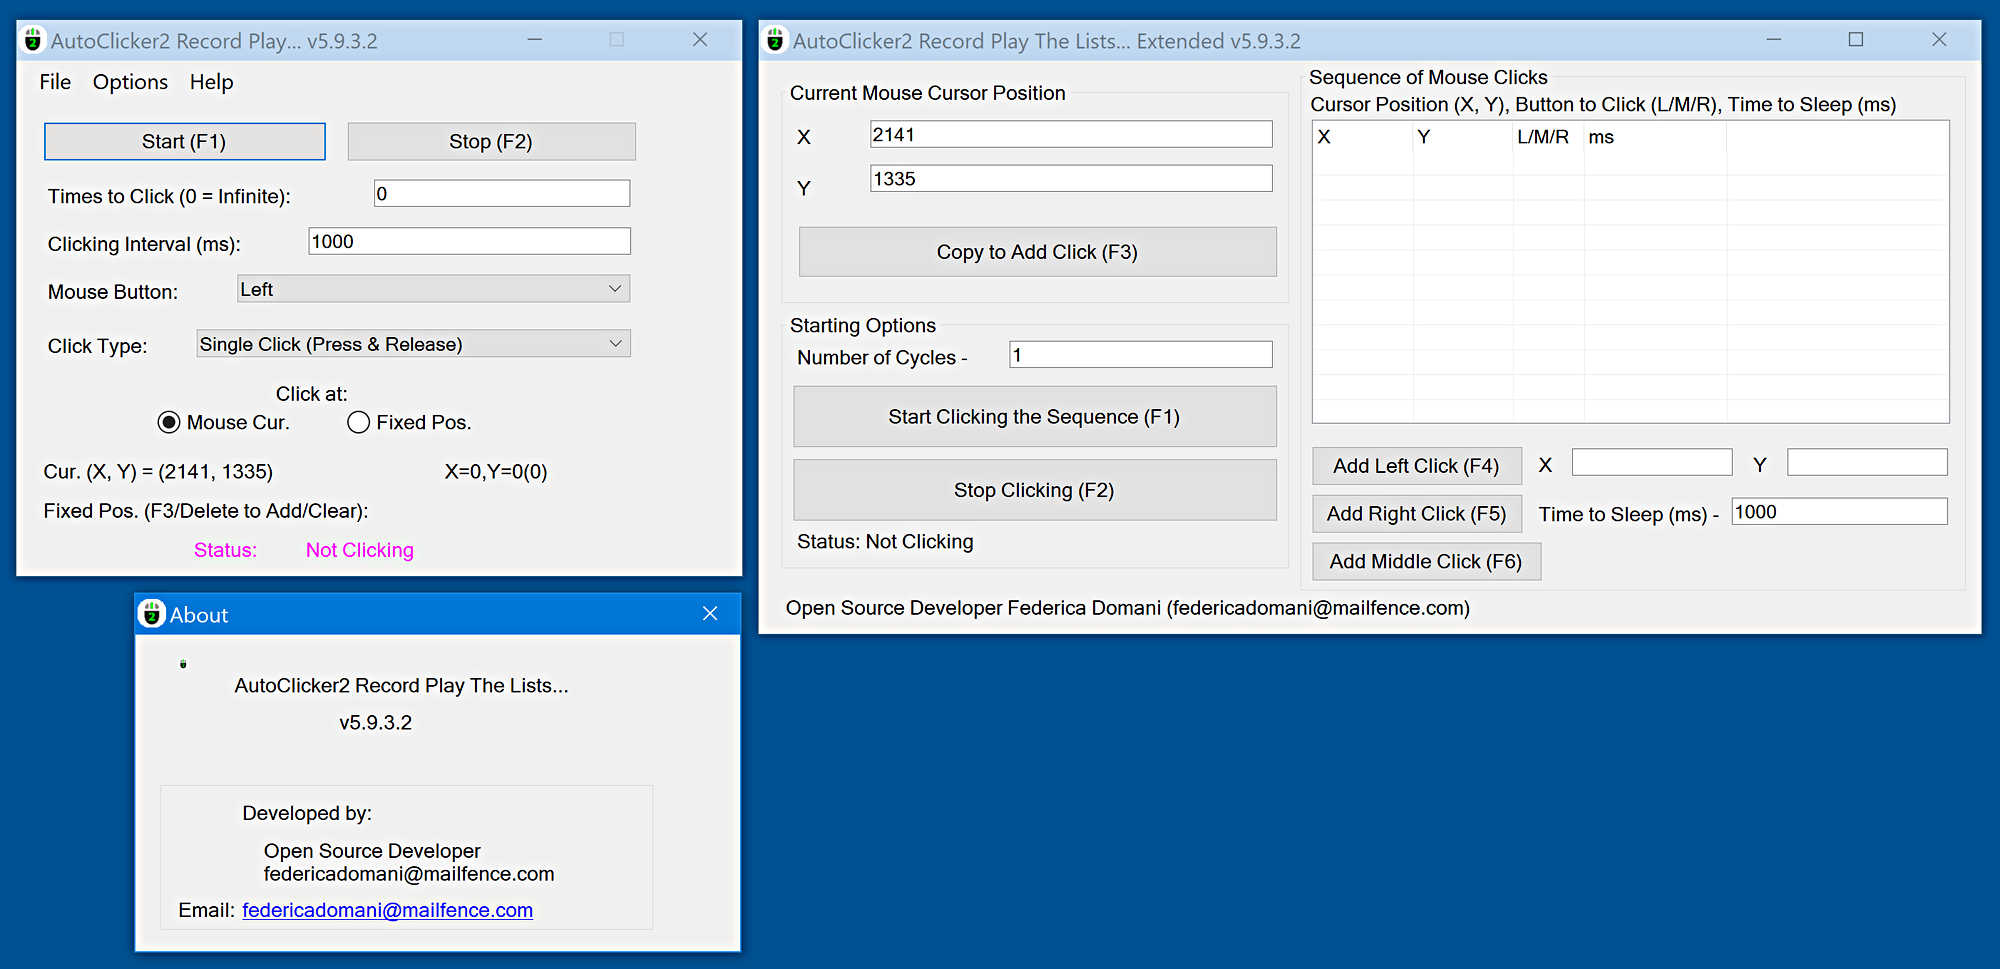 AutoClicker2 Record Play... v5.9.3.2
File Options Help
Start (F1) Stop (F2)
Times to Click (0 = Infinite): 0
Clicking Interval (ms): 1000
Mouse Button: Left
Click Type: Single Click (Press & Release)
Click at:
Mouse Cur. Fixed Pos.
Cur. (X, Y) = (2141, 1335) X=0,Y=0(0)
Fixed Pos. (F3/Delete to Add/Clear):
Status: Not Clicking
AutoClicker2 Record Play The Lists... Extended v5.9.3.2
Current Mouse Cursor Position
X 2141
Y 1335
Copy to Add Click (F3)
Starting Options
Number of Cycles - 1
Start Clicking the Sequence (F1)
Stop Clicking (F2)
Status: Not Clicking
Sequence of Mouse Clicks
Cursor Position (X, Y), Button to Click (L/M/R), Time to Sleep (ms)
X Y L/M/R ms
Add Left Click (F4) X Y
Add Right Click (F5) Time to Sleep (ms) - 1000
Add Middle Click (F6)
Open Source Developer Federica Domani (federicadomani@mailfence.com)
2 About
AutoClicker2 Record Play The Lists...
v5.9.3.2
Developed by:
Open Source Developer
federicadomani@mailfence.com
Email: federicadomani@mailfence.com